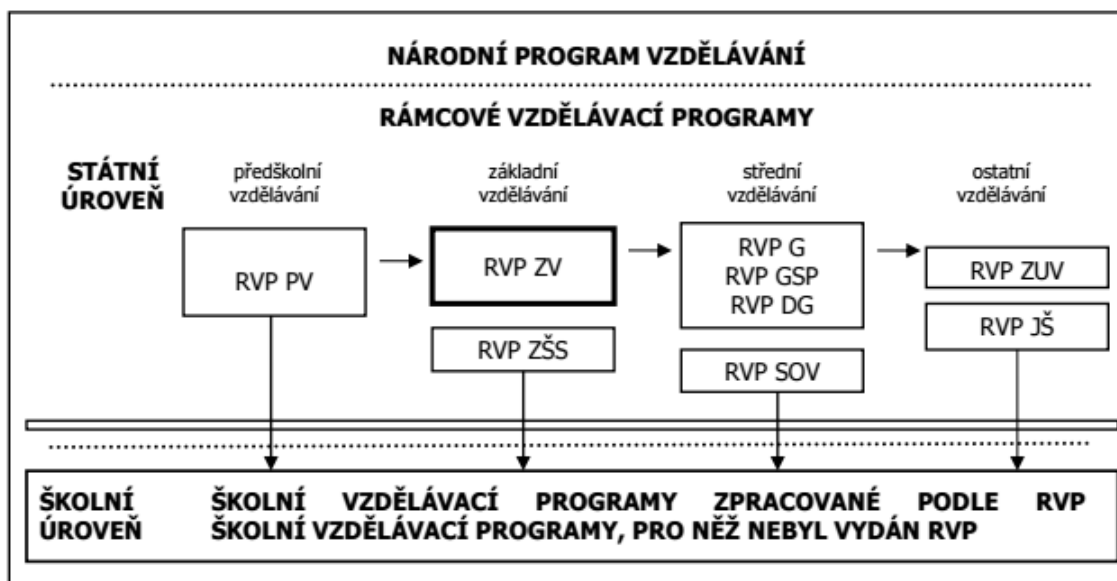 NÁRODNÍ PROGRAM VZDĚLÁVÁNÍ
RÁMCOVÉ VZDĚLÁVACÍ PROGRAMY
STÁTNÍ
ÚROVEŇ
předškolní
vzdělávání
základní
vzdělávání
střední
vzdělávání
ostatní
vzdělávání
RVP PV
RVP ZV
RVP ZŠS
RVP G
RVP GSP
RVP DG
RVP SOV
RVP ZUV
RVP JŠ
ŠKOLNÍ ŠKOLNÍ VZDĚLÁVACÍ PROGRAMY ZPRACOVANÉ PODLE RVP
ÚROVEŇ ŠKOLNÍ VZDĚLÁVACÍ PROGRAMY, PRO NĚŽ NEBYL VYDÁN RVP